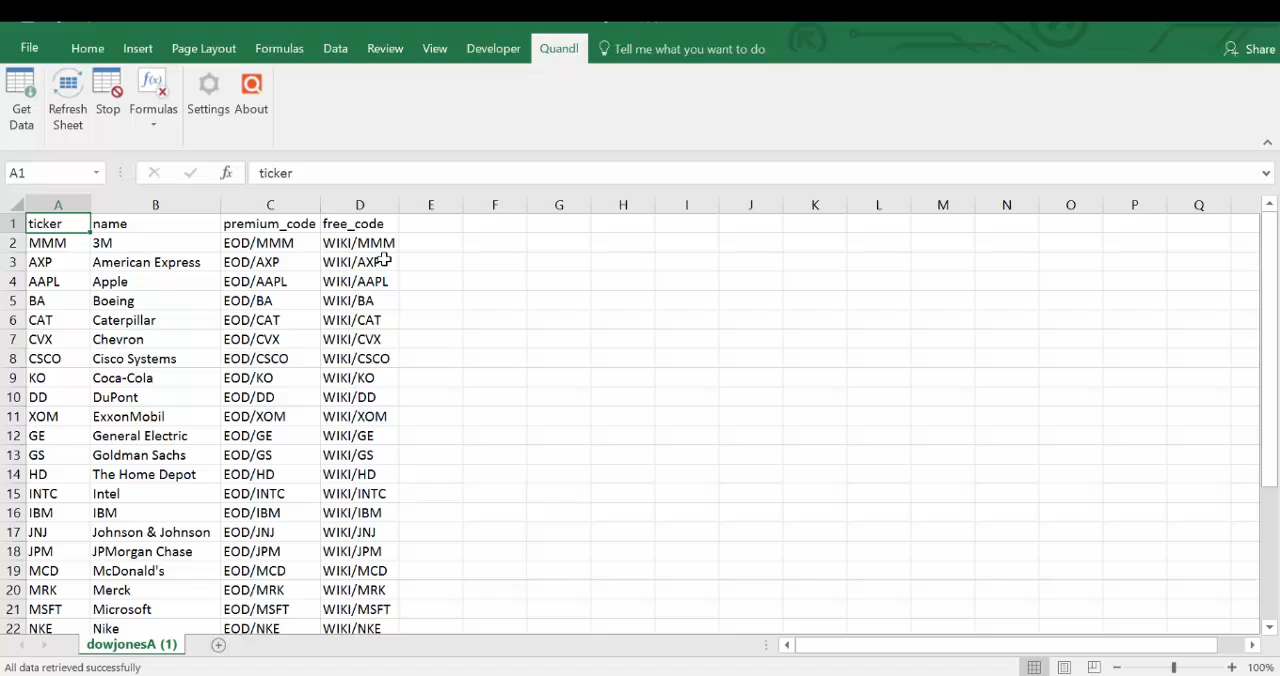 File Home Insert Page Layout Formulas Data Review View Developer Quandl Tell me what you want to do Share
Get Data
Refresh Sheet
Stop
Formulas
Settings
About
A1 fx ticker
A B C D E F G H I J K L M N O P Q
1 ticker name premium_code free_code
2 MMM 3M EOD/MMM WIKI/MMM
3 AXP American Express EOD/AXP WIKI/AXP
4 AAPL Apple EOD/AAPL WIKI/AAPL
5 BA Boeing EOD/BA WIKI/BA
6 CAT Caterpillar EOD/CAT WIKI/CAT
7 CVX Chevron EOD/CVX WIKI/CVX
8 CSCO Cisco Systems EOD/CSCO WIKI/CSCO
9 KO Coca-Cola EOD/KO WIKI/KO
10 DD DuPont EOD/DD WIKI/DD
11 XOM ExxonMobil EOD/XOM WIKI/XOM
12 GE General Electric EOD/GE WIKI/GE
13 GS Goldman Sachs EOD/GS WIKI/GS
14 HD The Home Depot EOD/HD WIKI/HD
15 INTC Intel EOD/INTC WIKI/INTC
16 IBM IBM EOD/IBM WIKI/IBM
17 JNJ Johnson & Johnson EOD/JNJ WIKI/JNJ
18 JPM JPMorgan Chase EOD/JPM WIKI/JPM
19 MCD McDonald's EOD/MCD WIKI/MCD
20 MRK Merck EOD/MRK WIKI/MRK
21 MSFT Microsoft EOD/MSFT WIKI/MSFT
22 NKE Nike EOD/NKE WIKI/NKE
dowjonesA (1)
All data retrieved successfully 100%